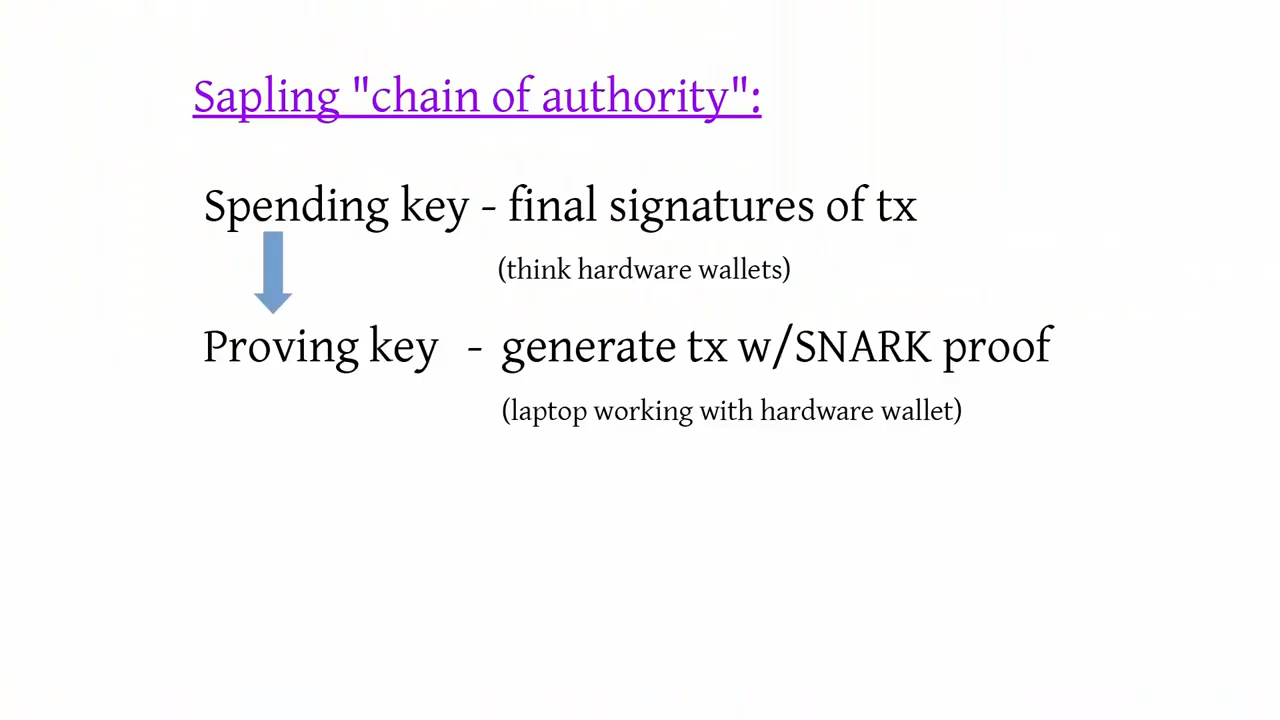 Sapling "chain of authority":
Spending key - final signatures of tx
(think hardware wallets)
Proving key - generate tx w/SNARK proof
(laptop working with hardware wallet)